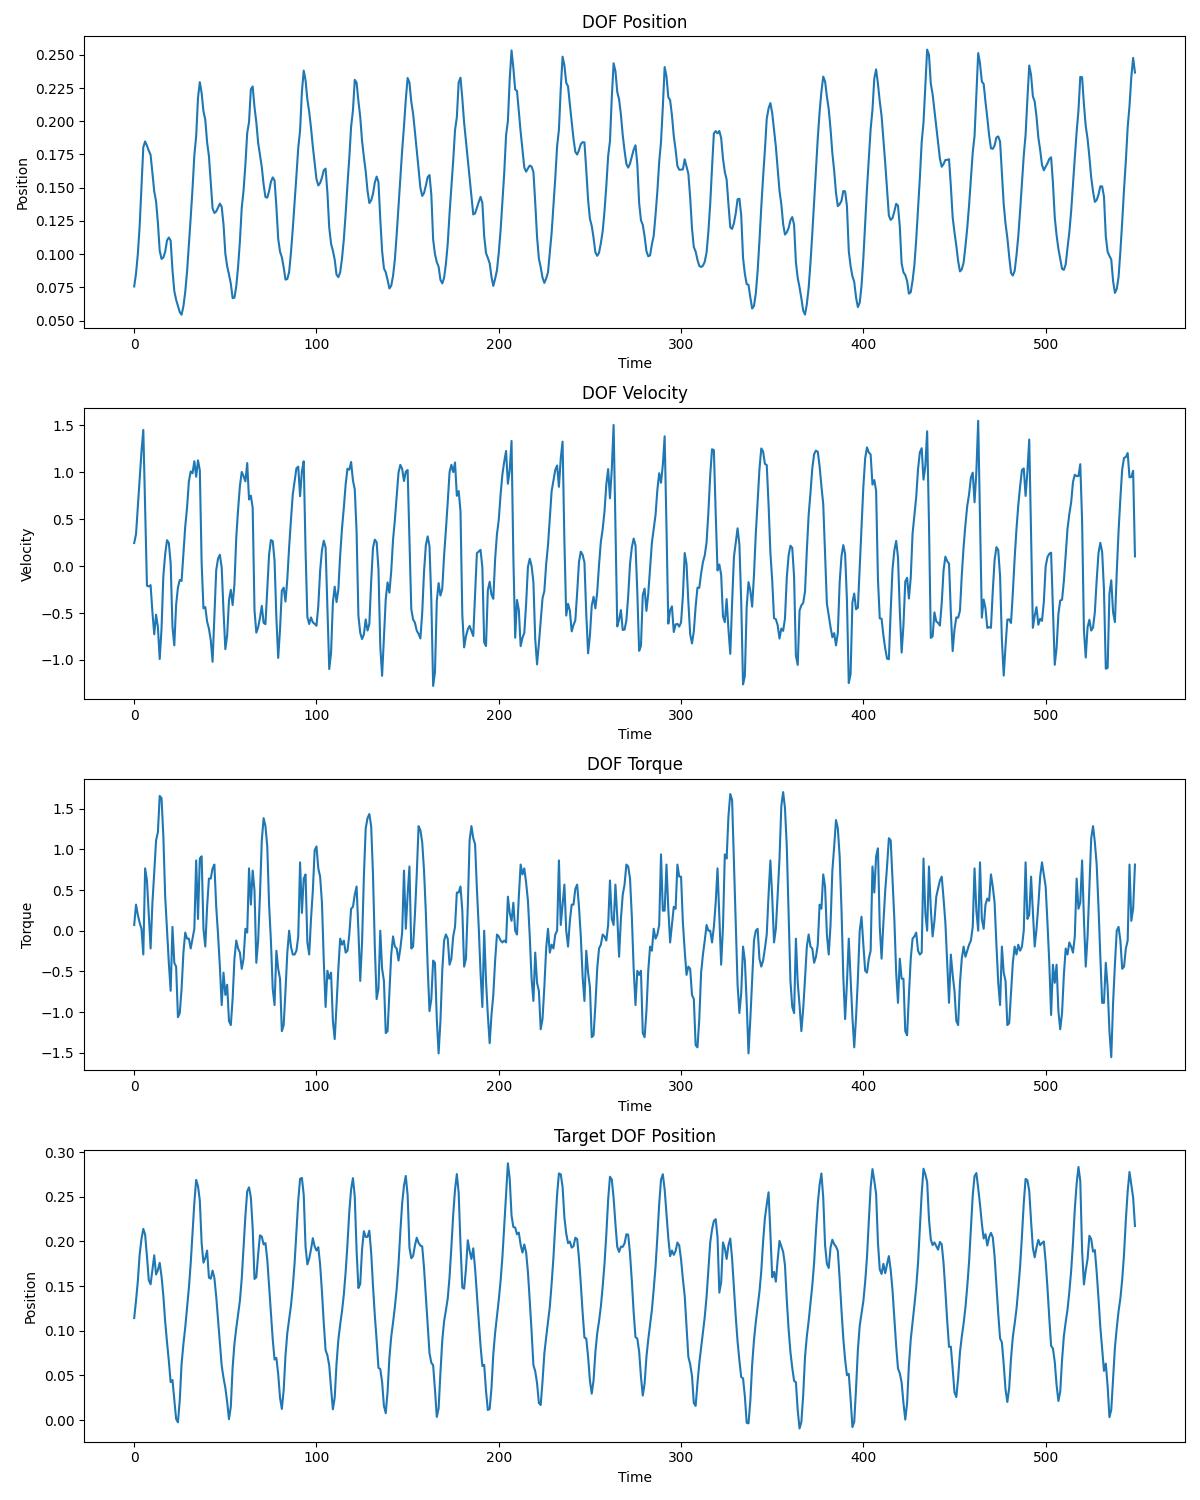 DOF Position
0.250
0.225
0.200
0.175
0.150
0.125
0.100
0.075
0.050
Position
0 100 200 300 400 500
Time
DOF Velocity
1.5
1.0
0.5
0.0
−0.5
−1.0
Velocity
0 100 200 300 400 500
Time
DOF Torque
1.5
1.0
0.5
0.0
−0.5
−1.0
−1.5
Torque
0 100 200 300 400 500
Time
Target DOF Position
0.30
0.25
0.20
0.15
0.10
0.05
0.00
Position
0 100 200 300 400 500
Time